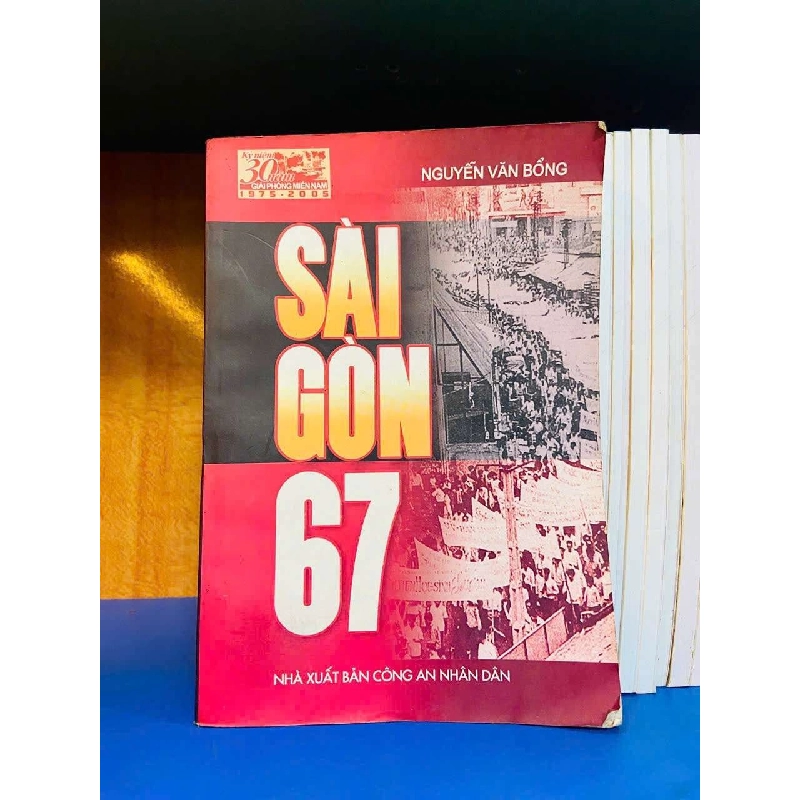 Kỷ niệm
30 năm
GIẢI PHÓNG MIỀN NAM
1975-2005
NGUYỄN VĂN BỔNG
SÀI
GÒN
67
NHÀ XUẤT BẢN CÔNG AN NHÂN DÂN